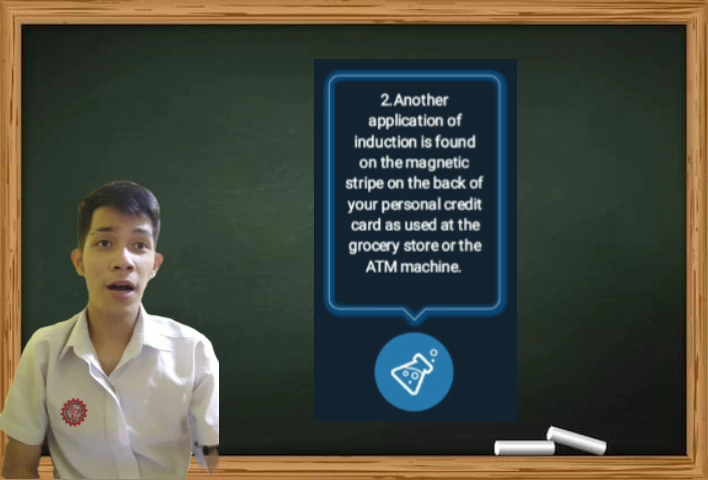 2.Another
application of
induction is found
on the magnetic
stripe on the back of
your personal credit
card as used at the
grocery store or the
ATM machine.